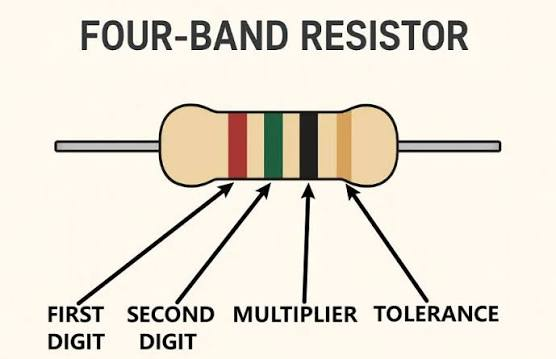 FOUR-BAND RESISTOR
FIRST DIGIT
SECOND DIGIT
MULTIPLIER
TOLERANCE